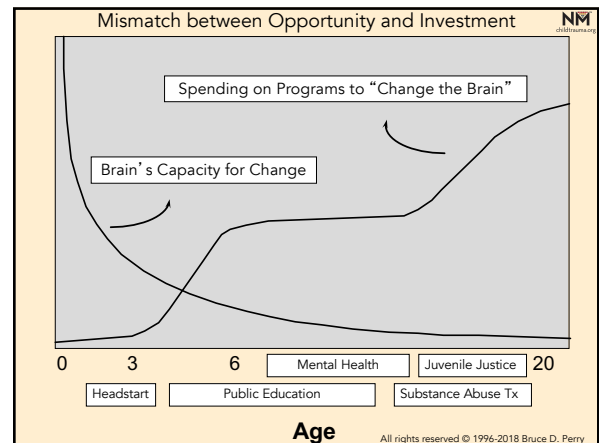 Mismatch between Opportunity and Investment
NM
childtrauma.org
Spending on Programs to “Change the Brain”
Brain’s Capacity for Change
0 3 6 20
Mental Health Juvenile Justice
Headstart Public Education Substance Abuse Tx
Age
All rights reserved © 1996-2018 Bruce D. Perry